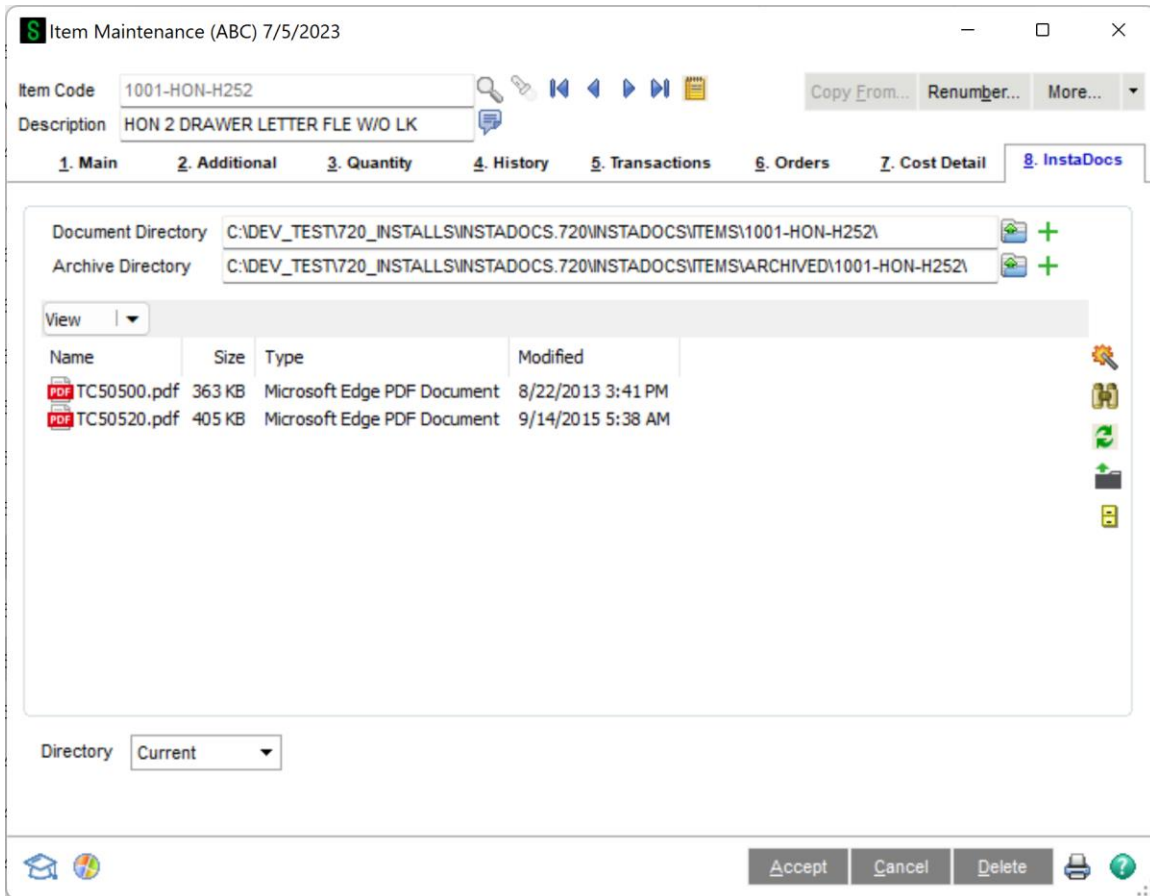 S Item Maintenance (ABC) 7/5/2023
Item Code 1001-HON-H252 Copy From... Renumber... More...
Description HON 2 DRAWER LETTER FLE W/O LK
1. Main 2. Additional 3. Quantity 4. History 5. Transactions 6. Orders 7. Cost Detail 8. InstaDocs
Document Directory C:\DEV_TEST\720_INSTALLS\INSTADOCS.720\INSTADOCS\ITEMS\1001-HON-H252\
Archive Directory C:\DEV_TEST\720_INSTALLS\INSTADOCS.720\INSTADOCS\ITEMS\ARCHIVED\1001-HON-H252\
View
Name Size Type Modified
PDF TC50500.pdf 363 KB Microsoft Edge PDF Document 8/22/2013 3:41 PM
PDF TC50520.pdf 405 KB Microsoft Edge PDF Document 9/14/2015 5:38 AM
Directory Current
Accept Cancel Delete ?